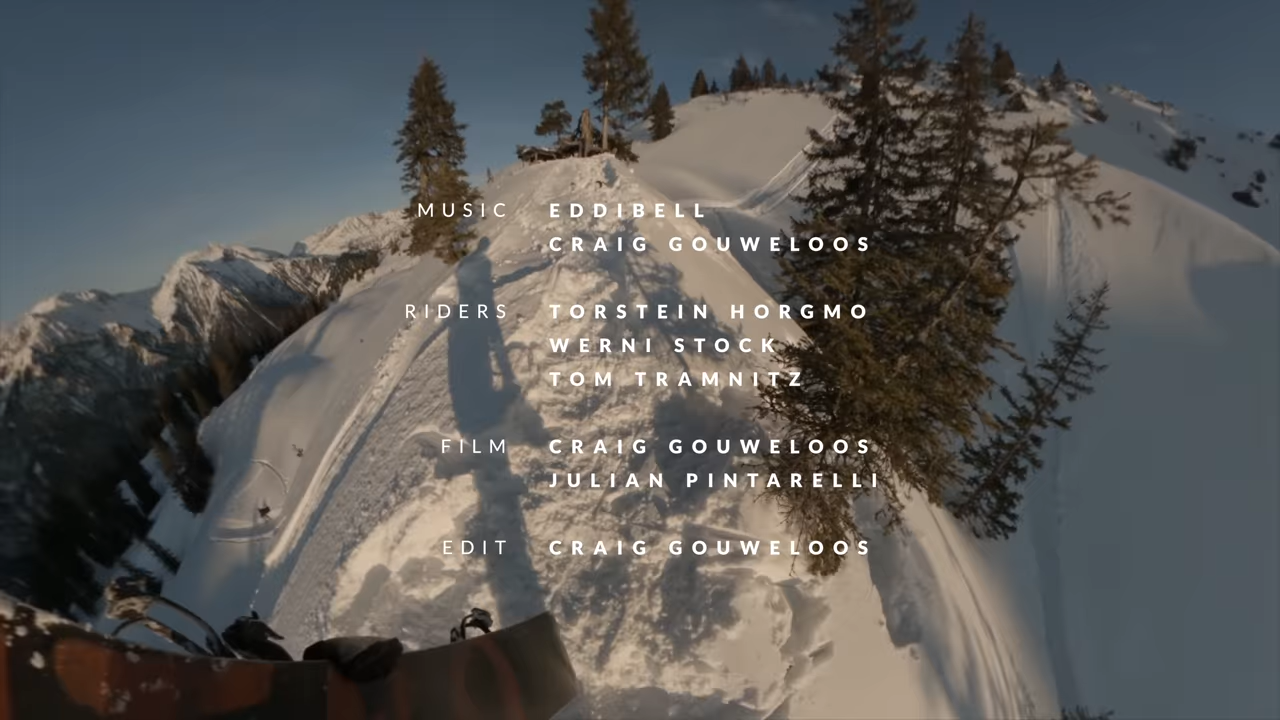 MUSIC EDDIBELL
CRAIG GOUWELOOS
RIDERS TORSTEIN HORGMO
WERNI STOCK
TOM TRAMNITZ
FILM CRAIG GOUWELOOS
JULIAN PINTARELLI
EDIT CRAIG GOUWELOOS